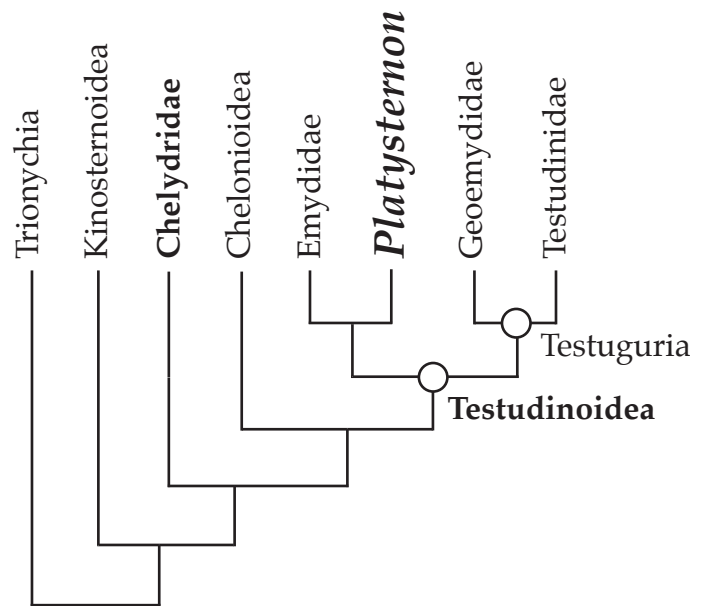 Trionychia
Kinosternoidea
Chelydridae
Chelonioidea
Emydidae
Platysternon
Geoemydidae
Testudinidae
Testuguria
Testudinoidea